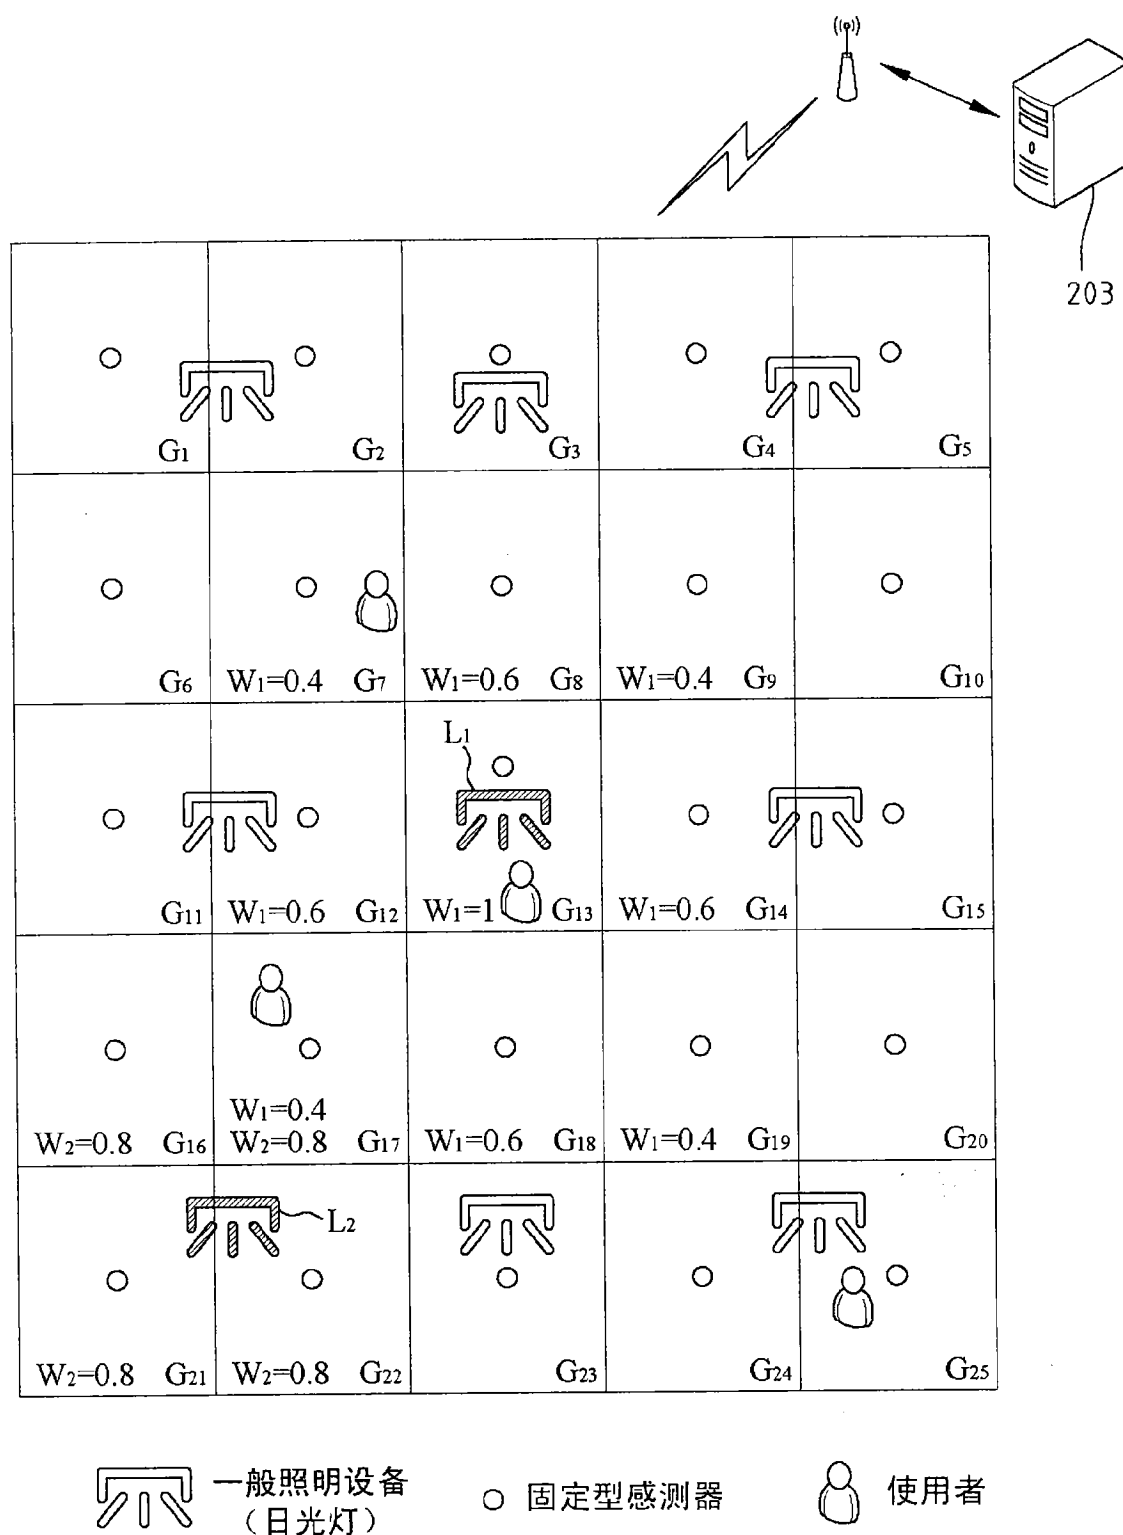 203
G1 G2 G3 G4 G5
G6 W1=0.4 G7 W1=0.6 G8 W1=0.4 G9 G10
L1
G11 W1=0.6 G12 W1=1 G13 W1=0.6 G14 G15
W1=0.4
W2=0.8 G16 W2=0.8 G17 W1=0.6 G18 W1=0.4 G19 G20
L2
W2=0.8 G21 W2=0.8 G22 G23 G24 G25
一般照明设备
（日光灯）
固定型感测器
使用者